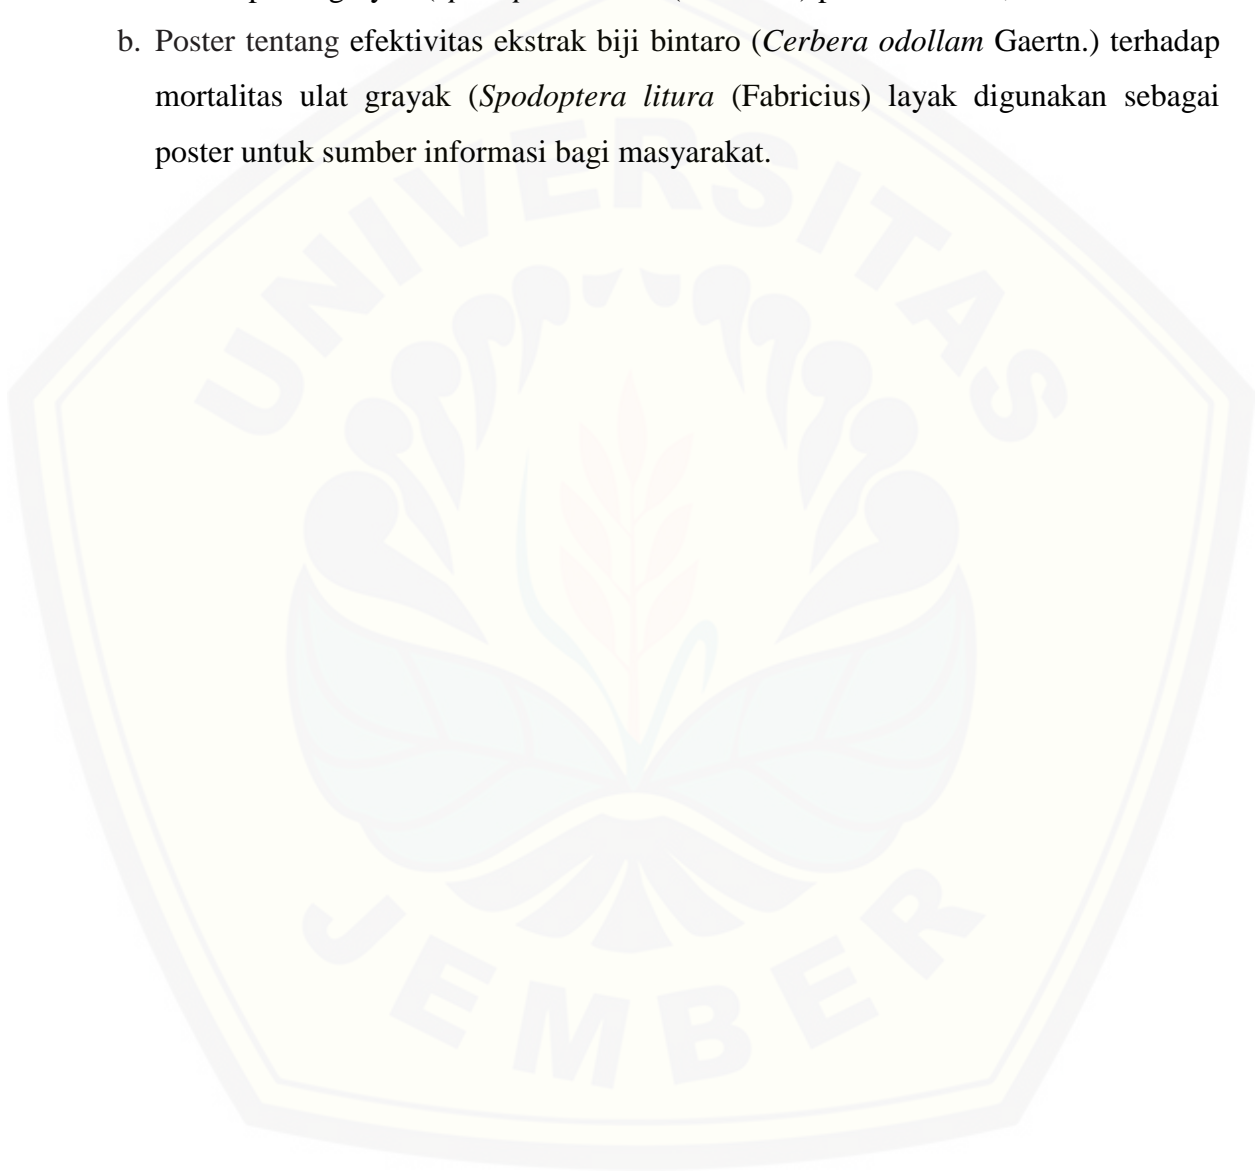 b. Poster tentang efektivitas ekstrak biji bintaro (Cerbera odollam Gaertn.) terhadap
mortalitas ulat grayak (Spodoptera litura (Fabricius) layak digunakan sebagai
poster untuk sumber informasi bagi masyarakat.
UNIVERSITAS
JEMBER